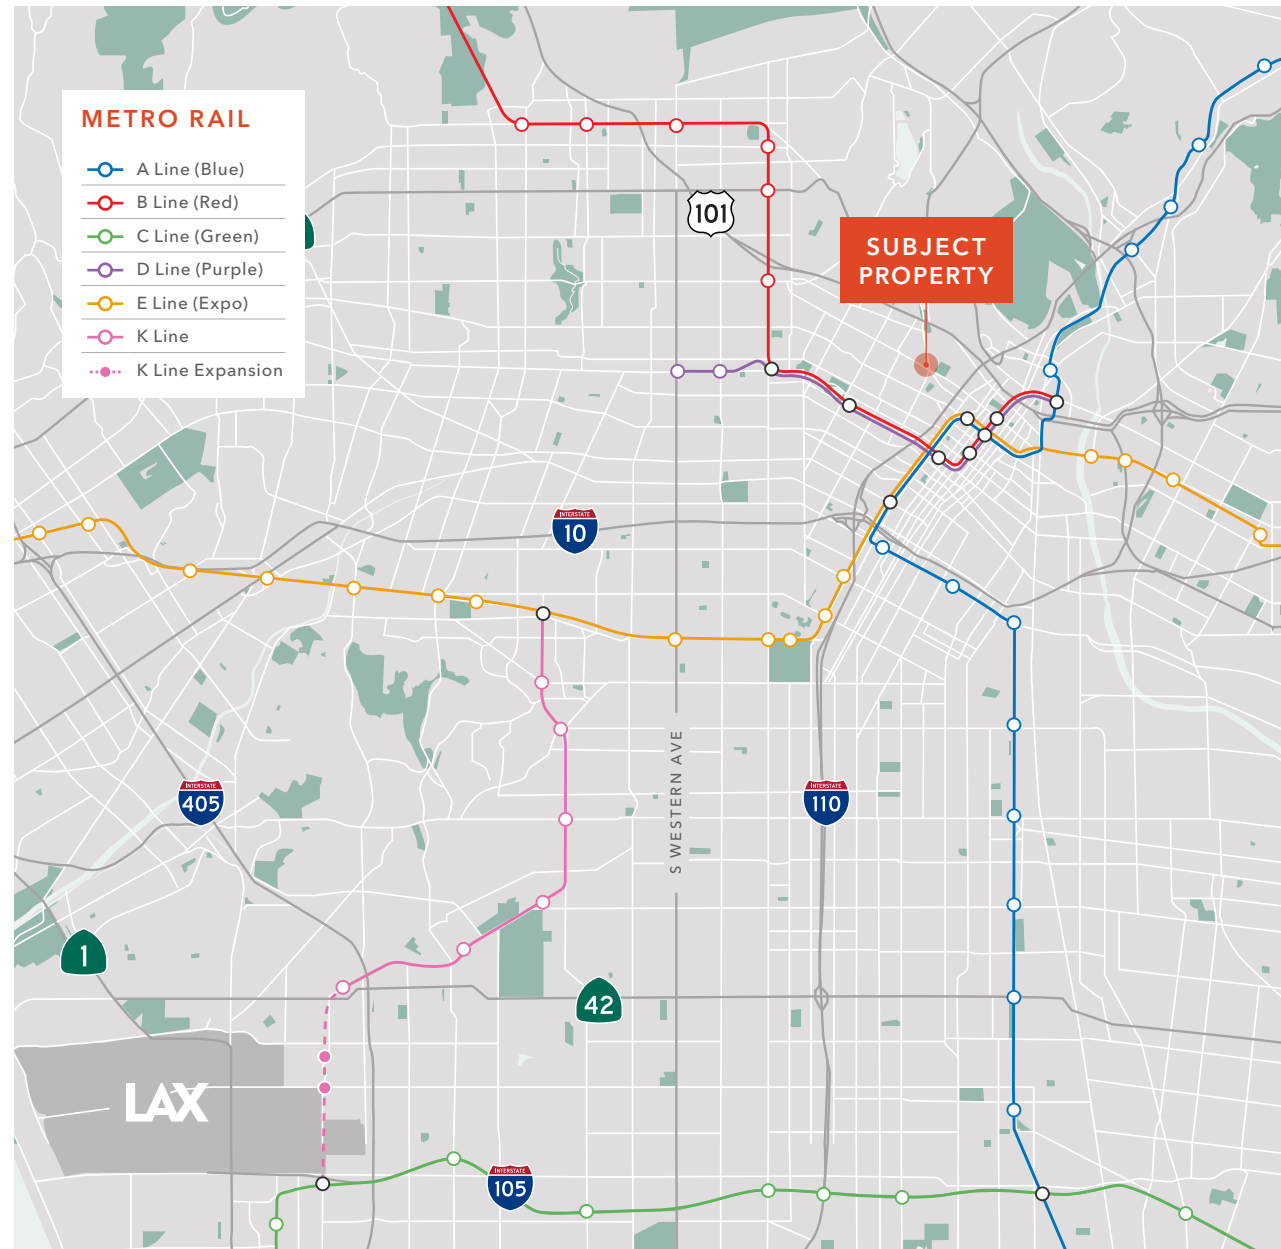 METRO RAIL
A Line (Blue)
B Line (Red)
C Line (Green)
D Line (Purple)
E Line (Expo)
K Line
K Line Expansion
101
SUBJECT
PROPERTY
INTERSTATE
10
S WESTERN AVE
INTERSTATE
405
INTERSTATE
110
1
42
LAX
INTERSTATE
105